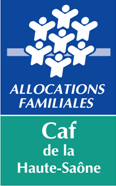 ALLOCATIONS
FAMILIALES
Caf
de la
Haute-Saône